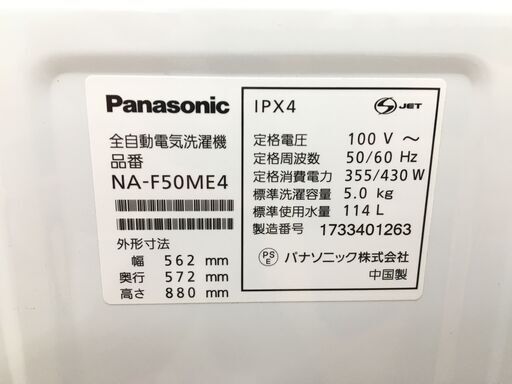 Panasonic
全自動電気洗濯機
品番
NA-F50ME4
外形寸法
幅 562 mm
奥行 572 mm
高さ 880 mm
IPX4
S JET
定格電圧 100 V ～
定格周波数 50/60 Hz
定格消費電力 355/430 W
標準洗濯容量 5.0 kg
標準使用水量 114 L
製造番号 1733401263
PS
E
パナソニック株式会社
中国製